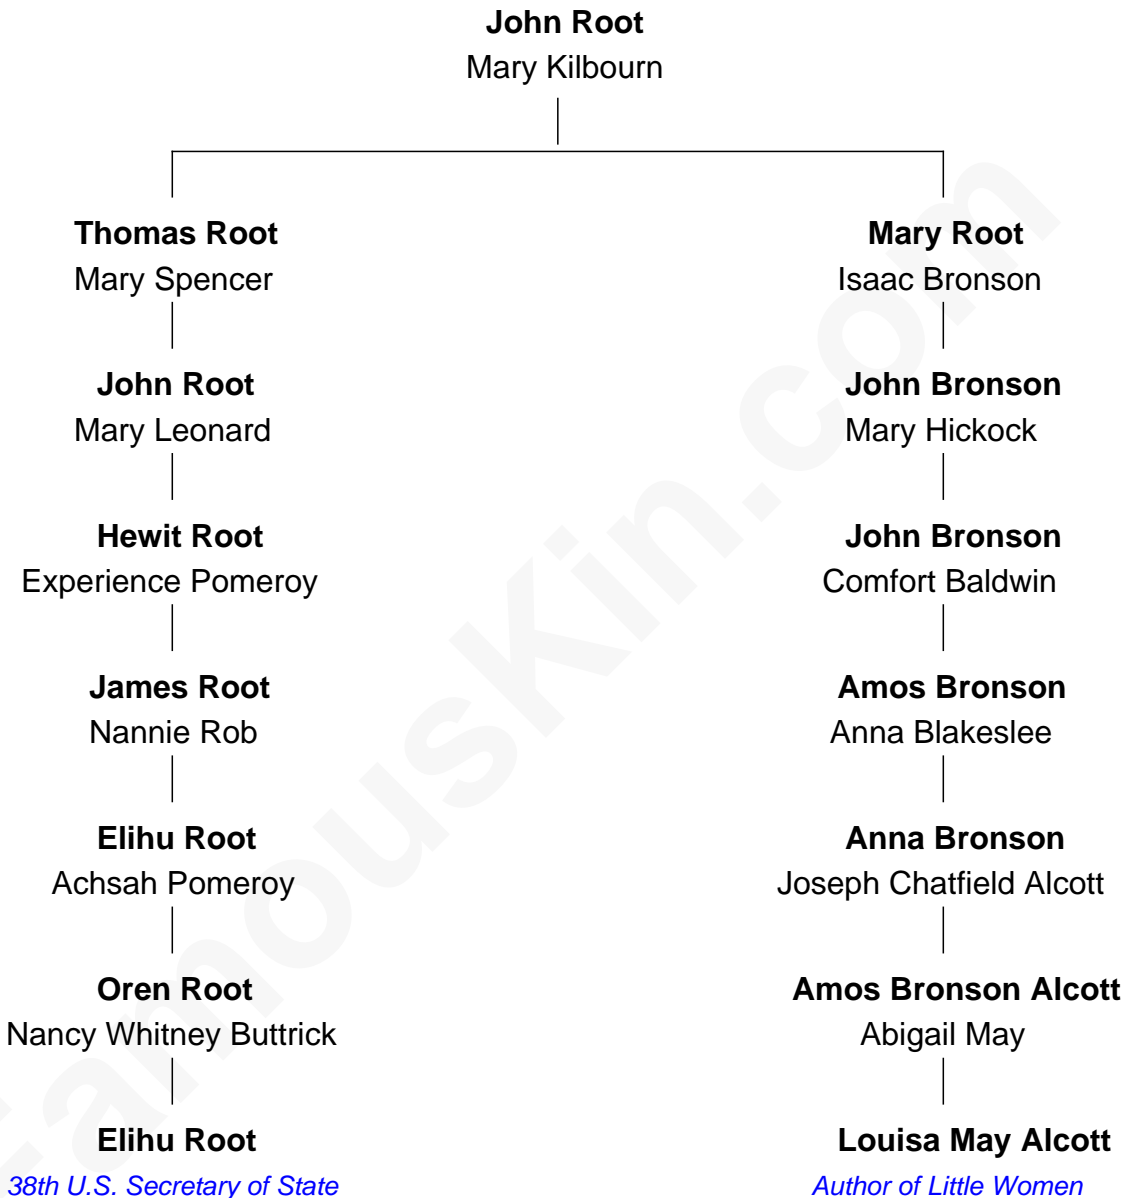 John Root
Mary Kilbourn
Thomas Root
Mary Spencer
Mary Root
Isaac Bronson
John Root
Mary Leonard
John Bronson
Mary Hickock
Hewit Root
Experience Pomeroy
John Bronson
Comfort Baldwin
James Root
Nannie Rob
Amos Bronson
Anna Blakeslee
Elihu Root
Achsah Pomeroy
Anna Bronson
Joseph Chatfield Alcott
Oren Root
Nancy Whitney Buttrick
Amos Bronson Alcott
Abigail May
Elihu Root
38th U.S. Secretary of State
Louisa May Alcott
Author of Little Women
FamousKin.com